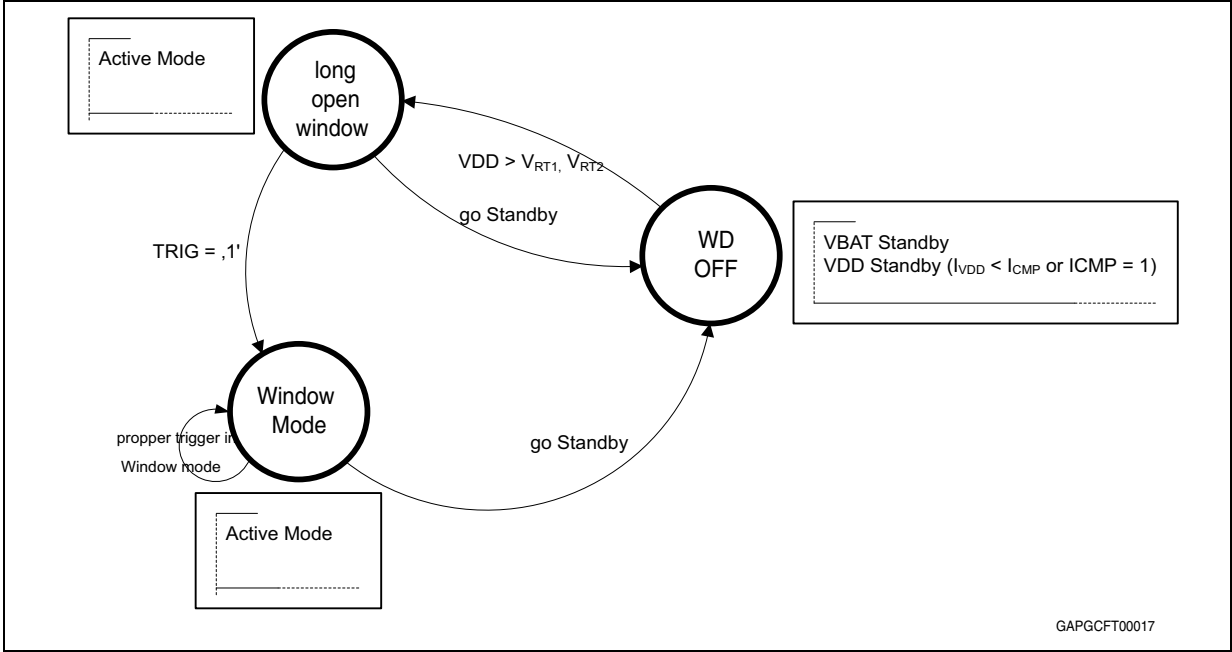 Active Mode
long
open
window
VDD > VRT1, VRT2
go Standby
WD
OFF
VBAT Standby
VDD Standby (IVDD < ICMP or ICMP = 1)
TRIG = ‚1'
Window
Mode
propper trigger in
Window mode
go Standby
Active Mode
GAPGCFT00017